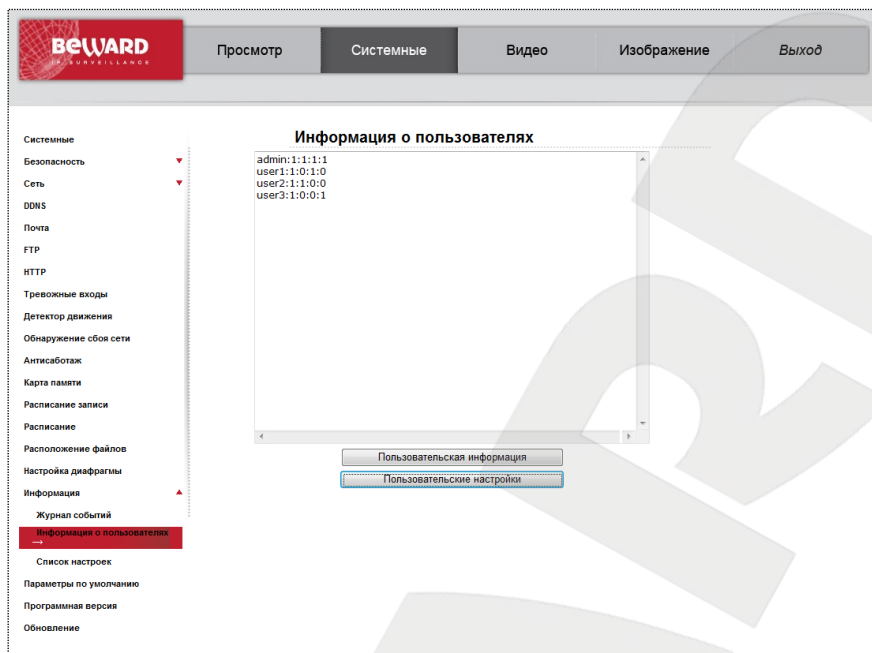 BEWARD
IP SURVEILLANCE
Просмотр
Системные
Видео
Изображение
Выход
Системные
Безопасность
Сеть
DDNS
Почта
FTP
HTTP
Тревожные входы
Детектор движения
Обнаружение сбоя сети
Антисаботаж
Карта памяти
Расписание записи
Расписание
Расположение файлов
Настройка диафрагмы
Информация
Журнал событий
Информация о пользователях
Список настроек
Параметры по умолчанию
Программная версия
Обновление
Информация о пользователях
admin:1:1:1:1
user1:1:0:1:0
user2:1:1:0:0
user3:1:0:0:1
Пользовательская информация
Пользовательские настройки